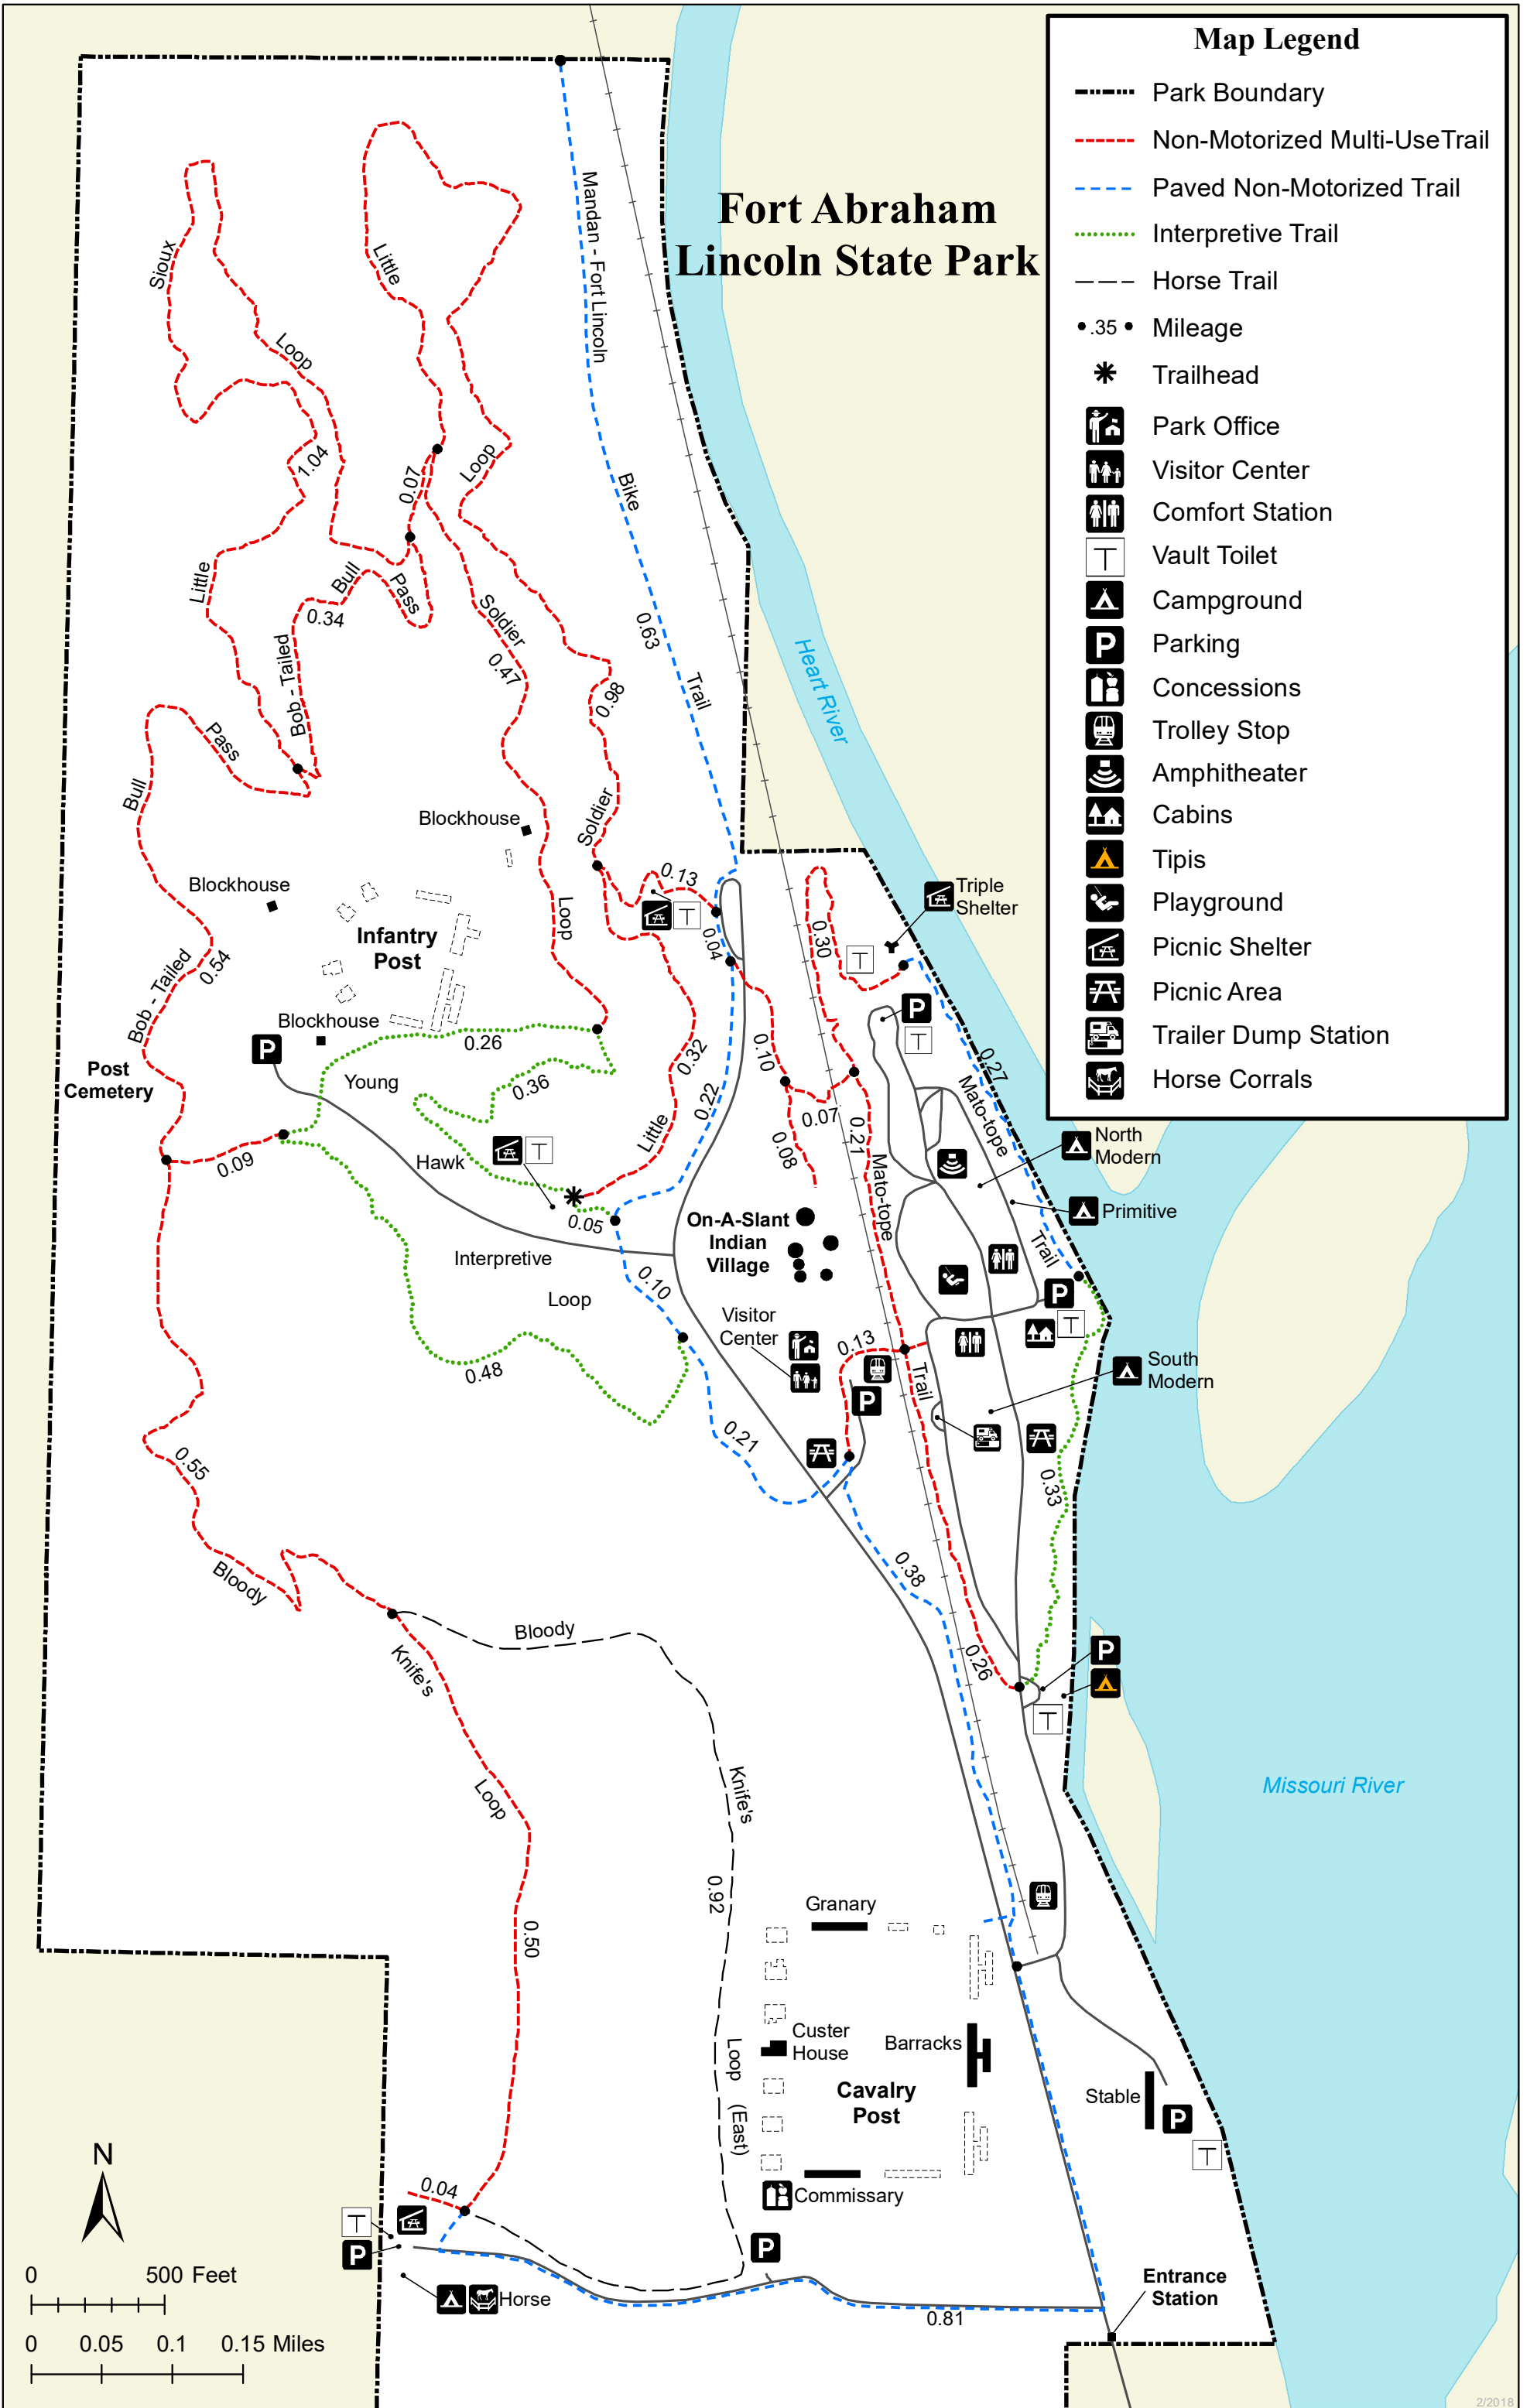 Fort Abraham
Lincoln State Park
Map Legend
Park Boundary
Non-Motorized Multi-UseTrail
Paved Non-Motorized Trail
Interpretive Trail
Horse Trail
.35 Mileage
Trailhead
Park Office
Visitor Center
Comfort Station
T Vault Toilet
Campground
P Parking
Concessions
Trolley Stop
Amphitheater
Cabins
Tipis
Playground
Picnic Shelter
Picnic Area
Trailer Dump Station
Horse Corrals
Sioux
Loop
1.04
Little
Little
Loop
0.07
Soldier
0.47
Loop
0.98
Soldier
Mandan - Fort Lincoln
Bike
0.63
Trail
Heart River
Bob - Tailed
0.34
Bull
Pass
Pass
Bull
Bob - Tailed
0.54
Blockhouse
Blockhouse
Infantry
Post
Blockhouse
P
Post
Cemetery
0.13
T
0.04
0.30
T
Triple
Shelter
P
T
0.26
Young
0.36
0.32
Little
0.22
0.10
0.07
0.08
0.21
Mato-tope
0.27
Mato-tope
Trail
North
Modern
Primitive
0.09
Hawk
T
0.05
Interpretive
Loop
0.48
0.10
On-A-Slant
Indian
Village
Visitor
Center
0.13
P
Trail
P
T
South
Modern
0.21
0.33
0.38
0.26
P
T
0.55
Bloody
Knife's
Loop
0.50
Bloody
Knife's
0.92
Loop
(East)
Missouri River
Granary
Custer
House
Barracks
Cavalry
Post
Stable
P
T
Commissary
P
0.04
T
P
Horse
0.81
Entrance
Station
N
0 500 Feet
0 0.05 0.1 0.15 Miles
2/2018